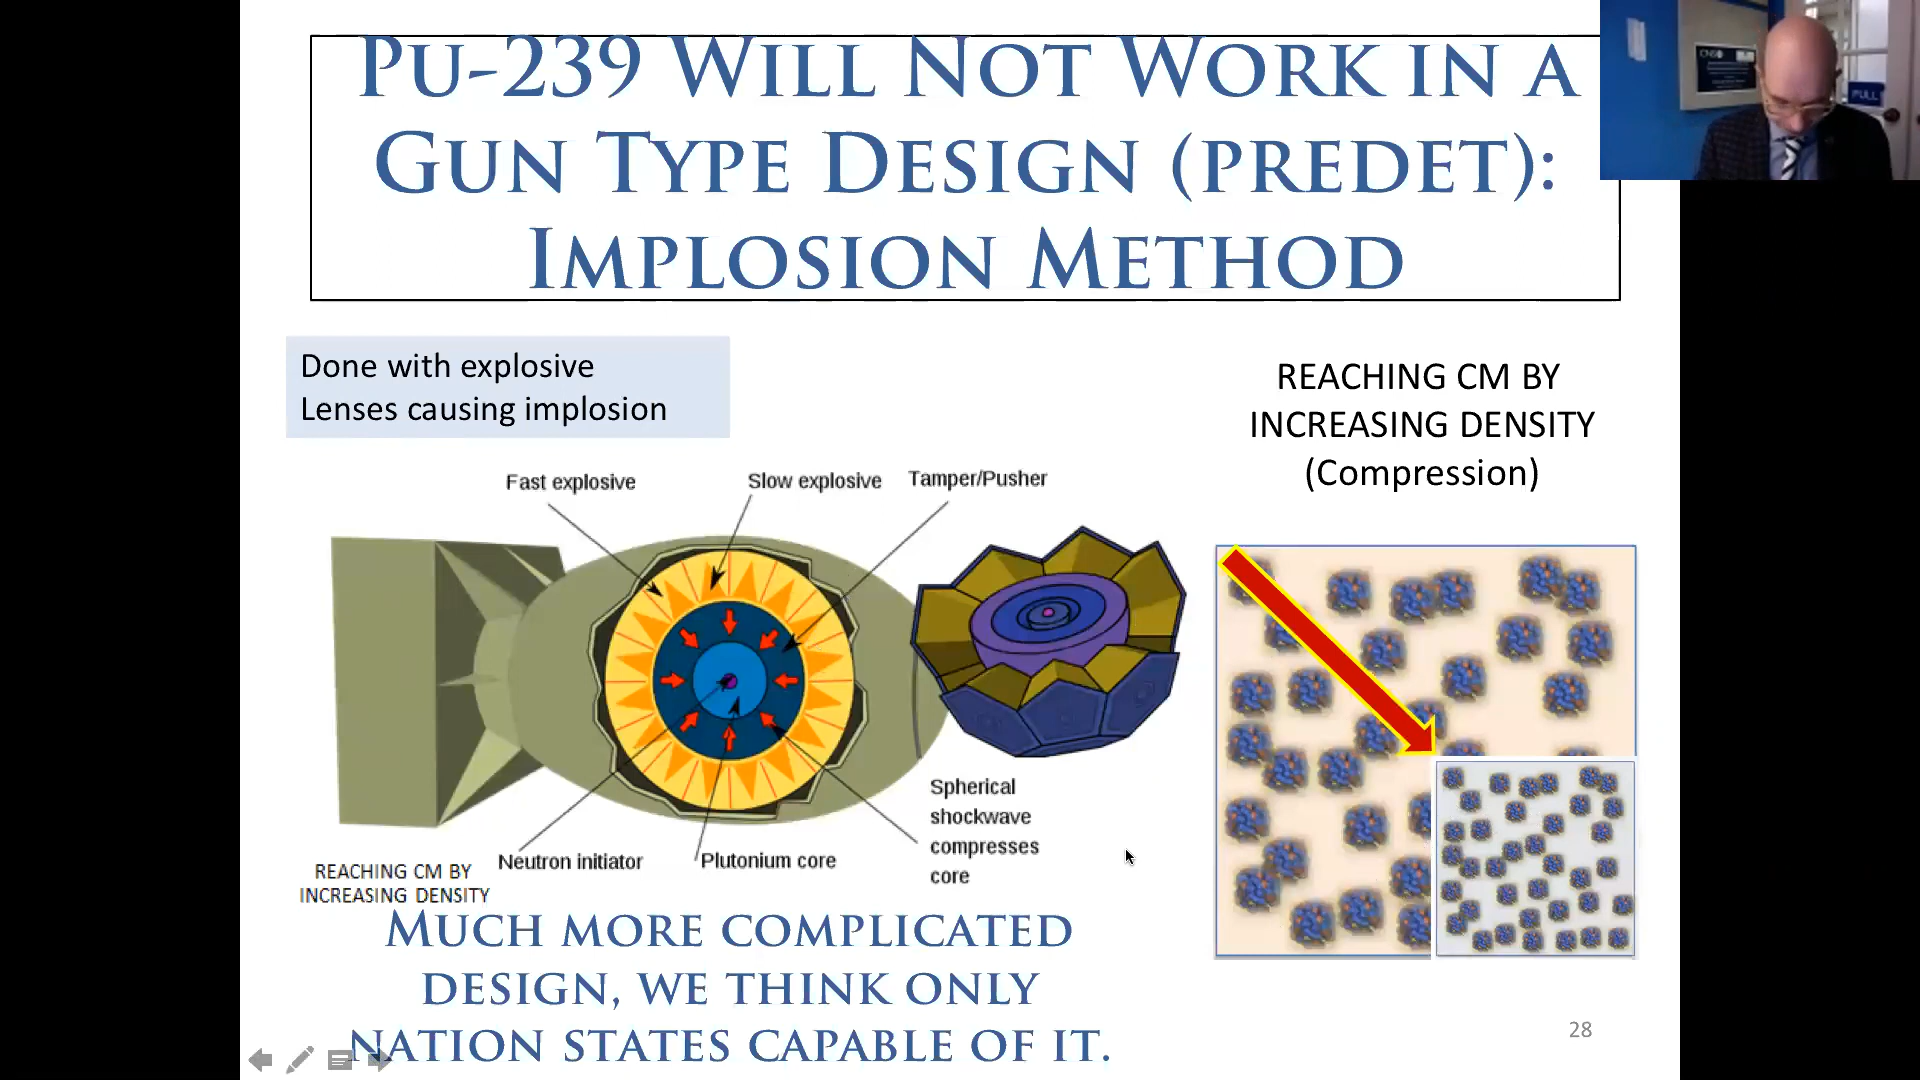 PU-239 WILL NOT WORK IN A
GUN TYPE DESIGN (PREDET):
IMPLOSION METHOD
CNS
PULL
Done with explosive
Lenses causing implosion
REACHING CM BY
INCREASING DENSITY
(Compression)
Fast explosive
Slow explosive
Tamper/Pusher
Spherical
shockwave
compresses
core
Neutron initiator
Plutonium core
REACHING CM BY
INCREASING DENSITY
MUCH MORE COMPLICATED
DESIGN, WE THINK ONLY
NATION STATES CAPABLE OF IT.
28